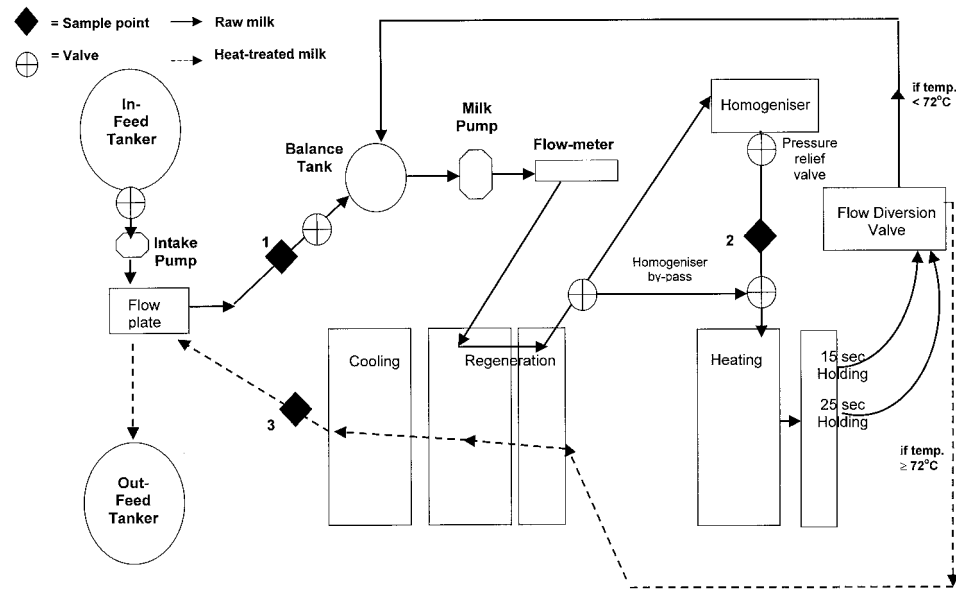 = Sample point
Raw milk
= Valve
Heat-treated milk
In-
Feed
Tanker
Intake
Pump
Flow
plate
Out-
Feed
Tanker
1
Balance
Tank
Milk
Pump
Flow-meter
Homogeniser
Pressure
relief
valve
2
Homogeniser
by-pass
if temp.
< 72°C
Flow Diversion
Valve
Cooling
Regeneration
Heating
15 sec
Holding
25 sec
Holding
if temp.
≥ 72°C
3